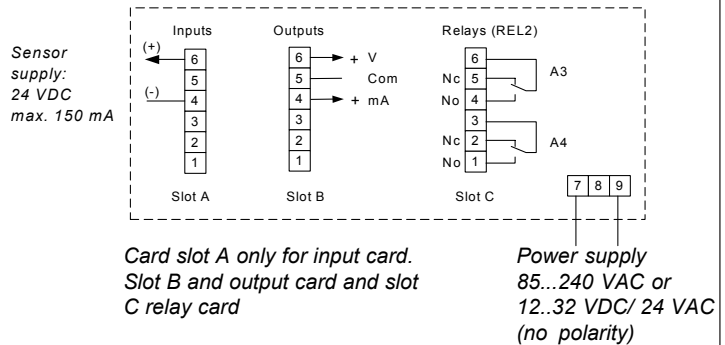 Inputs Outputs Relays (REL2)
Sensor
supply:
24 VDC
max. 150 mA
(+)
(-)
6
5
4
3
2
1
Slot A
6
5
4
3
2
1
+ V
Com
+ mA
Slot B
6
Nc 5
No 4
3
Nc 2
No 1
A3
A4
Slot C
7 8 9
Card slot A only for input card.
Slot B and output card and slot
C relay card
Power supply
85...240 VAC or
12..32 VDC/ 24 VAC
(no polarity)